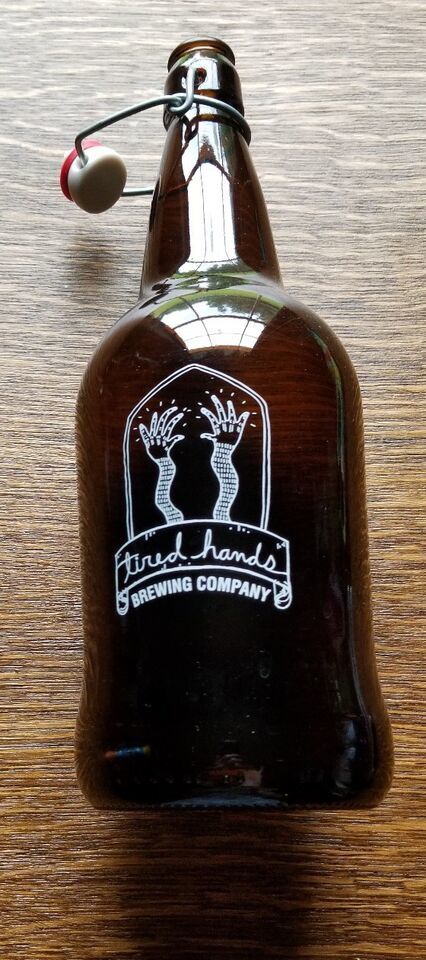 tired hands
BREWING COMPANY